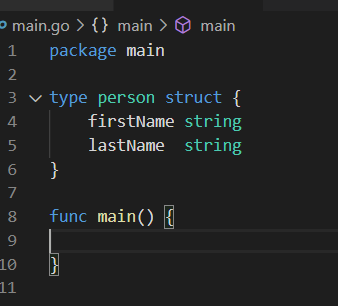 main.go > {} main > main
1 package main
2
3 type person struct {
4 firstName string
5 lastName  string
6 }
7
8 func main() {
9
10 }
11